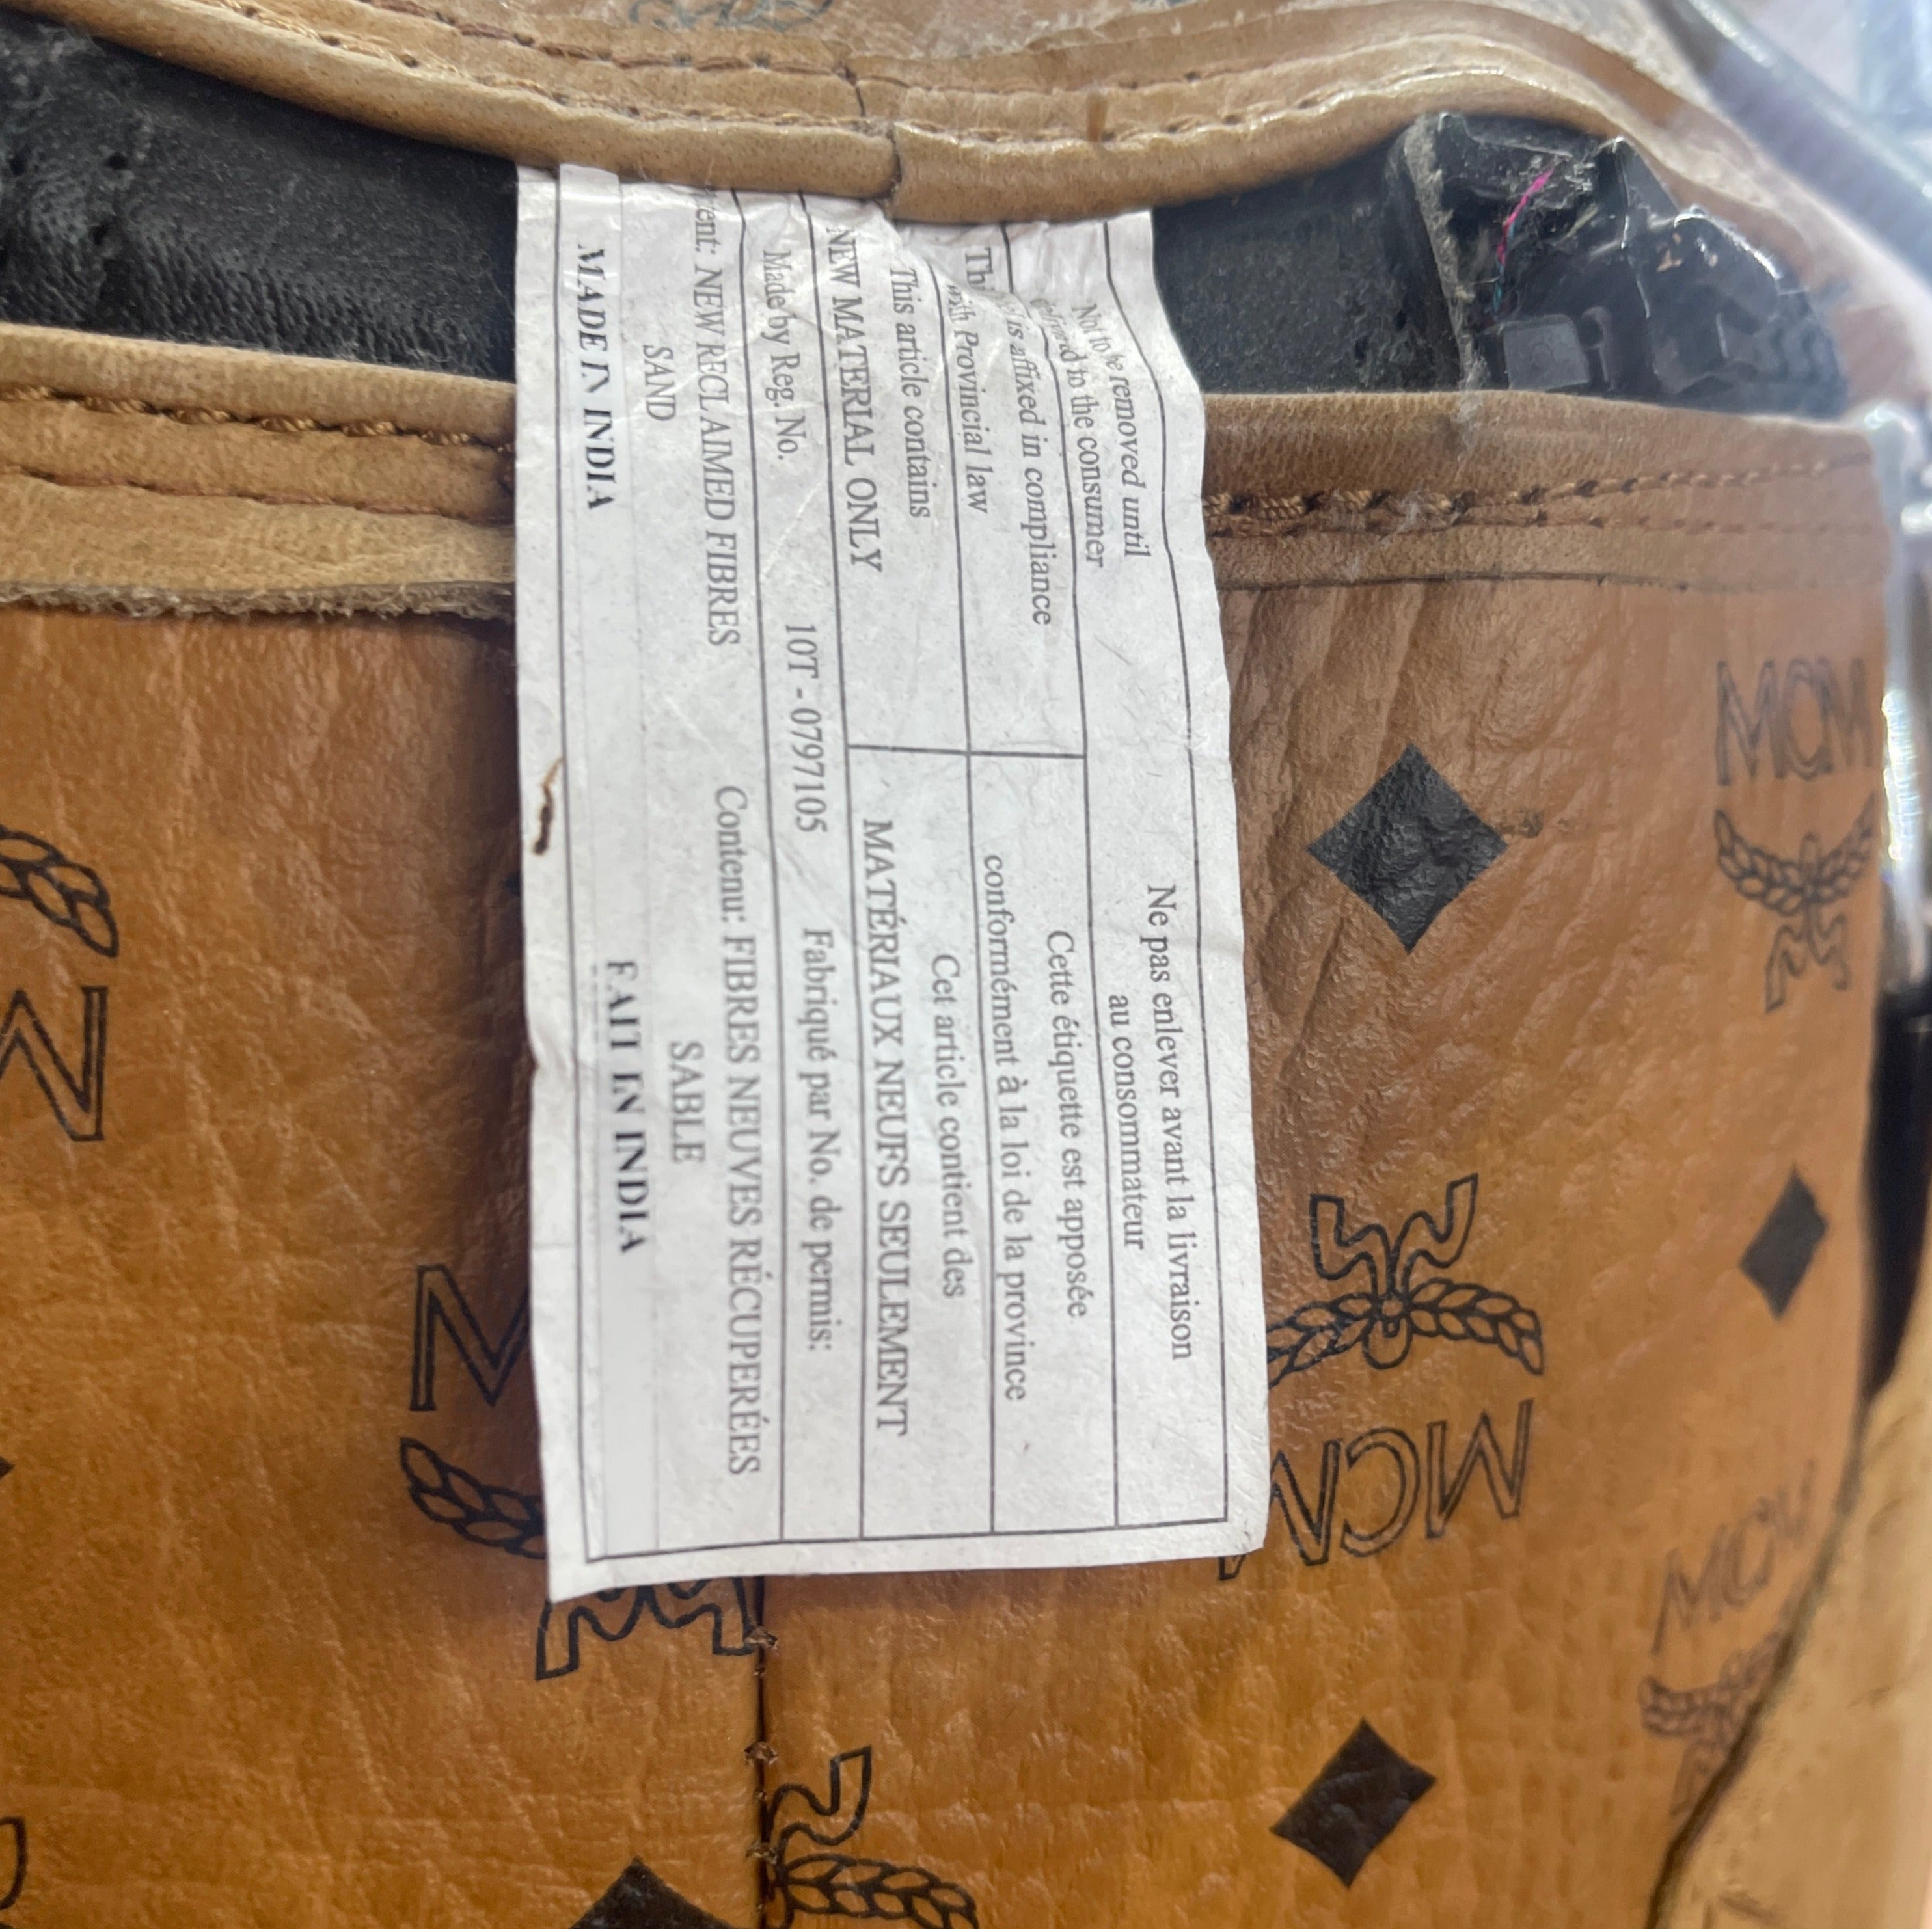 Not to be removed until
delivered to the consumer
Ne pas enlever avant la livraison
au consommateur
is affixed in compliance
with Provincial law
Cette étiquette est apposée
conformément à la loi de la province
This article contains
NEW MATERIAL ONLY
Cet article contient des
MATÉRIAUX NEUFS SEULEMENT
Made by Reg. No. 10T - 0797105 Fabriqué par No. de permis:
NEW RECLAIMED FIBRES
SAND
Contenu: FIBRES NEUVES RÉCUPERÉES
SABLE
MADE IN INDIA FAIT EN INDIA
MCM
MCM
MCM